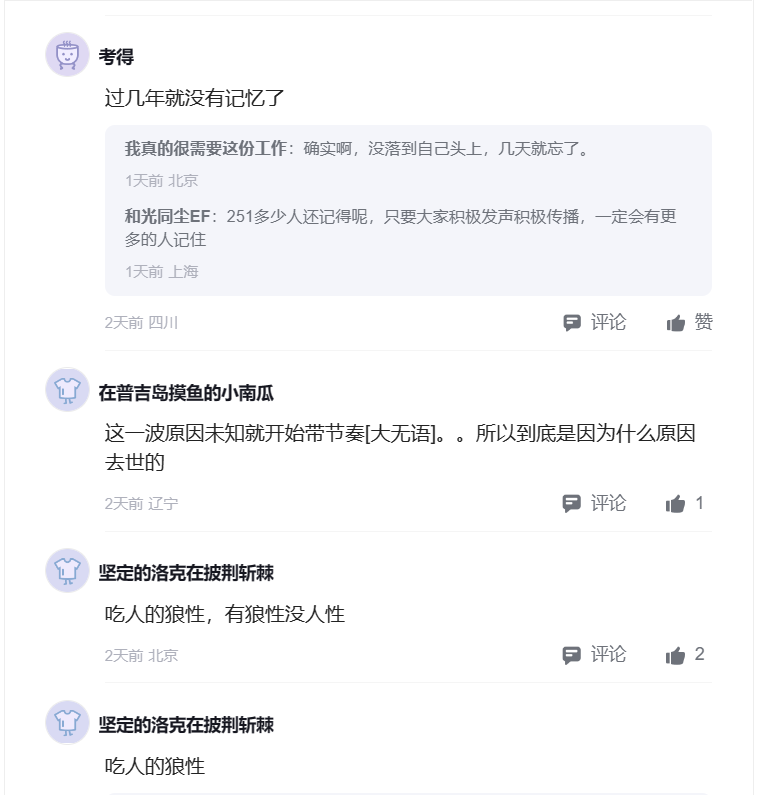 考得
过几年就没有记忆了
我真的很需要这份工作：确实啊，没落到自己头上，几天就忘了。
1天前 北京
和光同尘EF：251多少人还记得呢，只要大家积极发声积极传播，一定会有更
多的人记住
1天前 上海
2天前 四川 评论 赞
在普吉岛摸鱼的小南瓜
这一波原因未知就开始带节奏[大无语]。。所以到底是因为什么原因
去世的
2天前 辽宁 评论 1
坚定的洛克在披荆斩棘
吃人的狼性，有狼性没人性
2天前 北京 评论 2
坚定的洛克在披荆斩棘
吃人的狼性